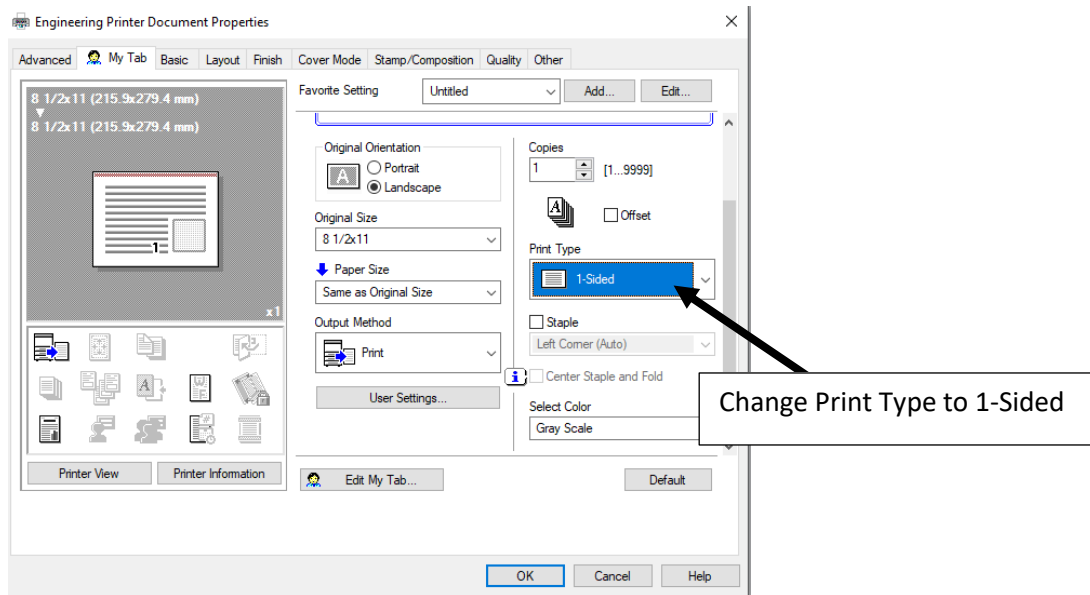 Engineering Printer Document Properties
Advanced My Tab Basic Layout Finish Cover Mode Stamp/Composition Quality Other
8 1/2x11 (215.9x279.4 mm)
8 1/2x11 (215.9x279.4 mm)
1
x1
Printer View Printer Information
Favorite Setting Untitled Add... Edit...
Original Orientation
A
Portrait
Landscape
Original Size
8 1/2x11
Paper Size
Same as Original Size
Output Method
Print
User Settings...
Copies
1 [1...9999]
A
Offset
Print Type
1-Sided
Staple
Left Corner (Auto)
Center Staple and Fold
Select Color
Gray Scale
Change Print Type to 1-Sided
Edit My Tab... Default
OK Cancel Help